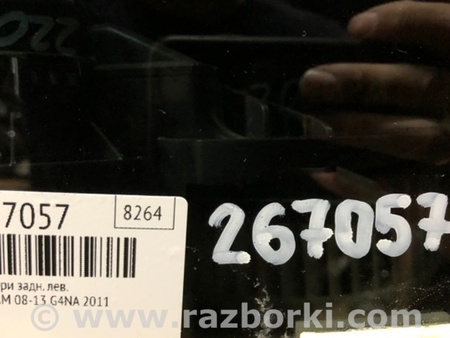 7057
8264
267057
ри задн. лев.
М 08-13 G4NA 2011
www.razborki.com